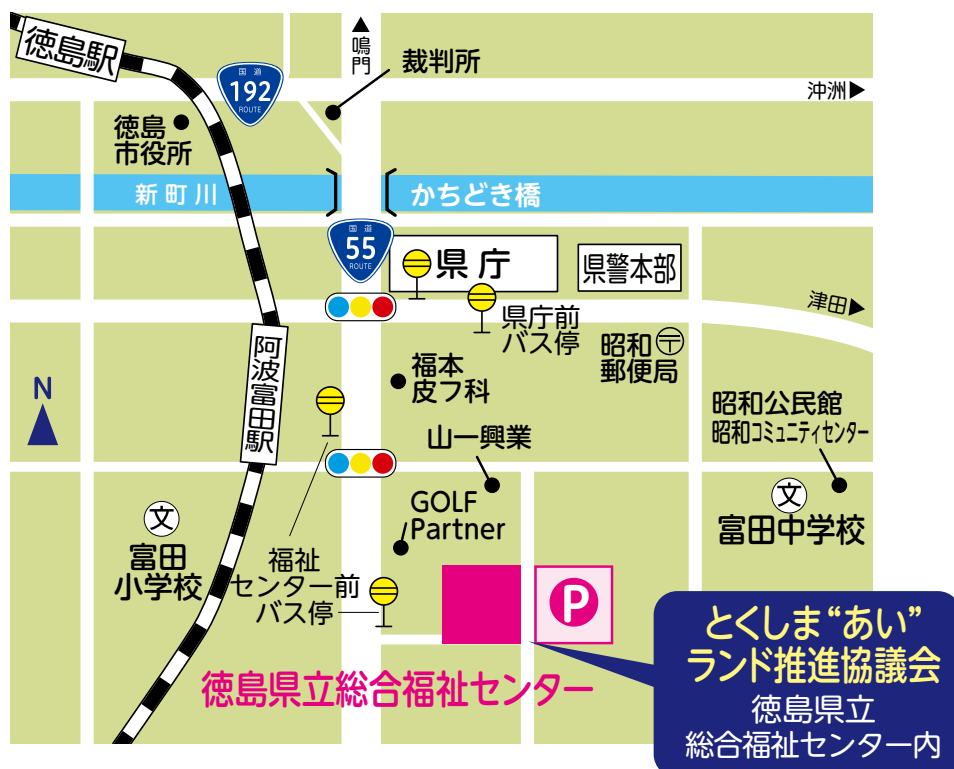 徳島駅
国道
192
ROUTE
▲
鳴門
裁判所
沖洲▶
徳島
市役所
新町川
かちどき橋
国道
55
ROUTE
県庁
県警本部
津田▶
県庁前
バス停
昭和
郵便局
阿波富田駅
福本
皮フ科
N
昭和公民館
昭和コミュニティセンター
山一興業
GOLF
Partner
文
富田
小学校
文
富田中学校
福祉
センター前
バス停
P
徳島県立総合福祉センター
とくしま“あい”
ランド推進協議会
徳島県立
総合福祉センター内